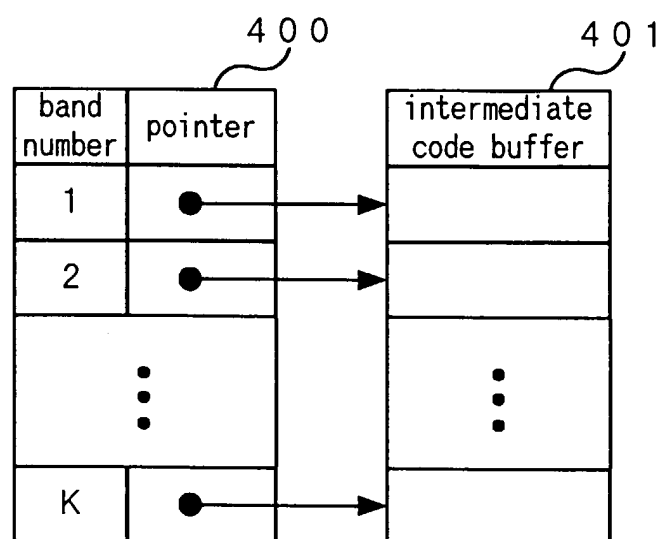 400
401
band number
pointer
intermediate code buffer
1
2
K